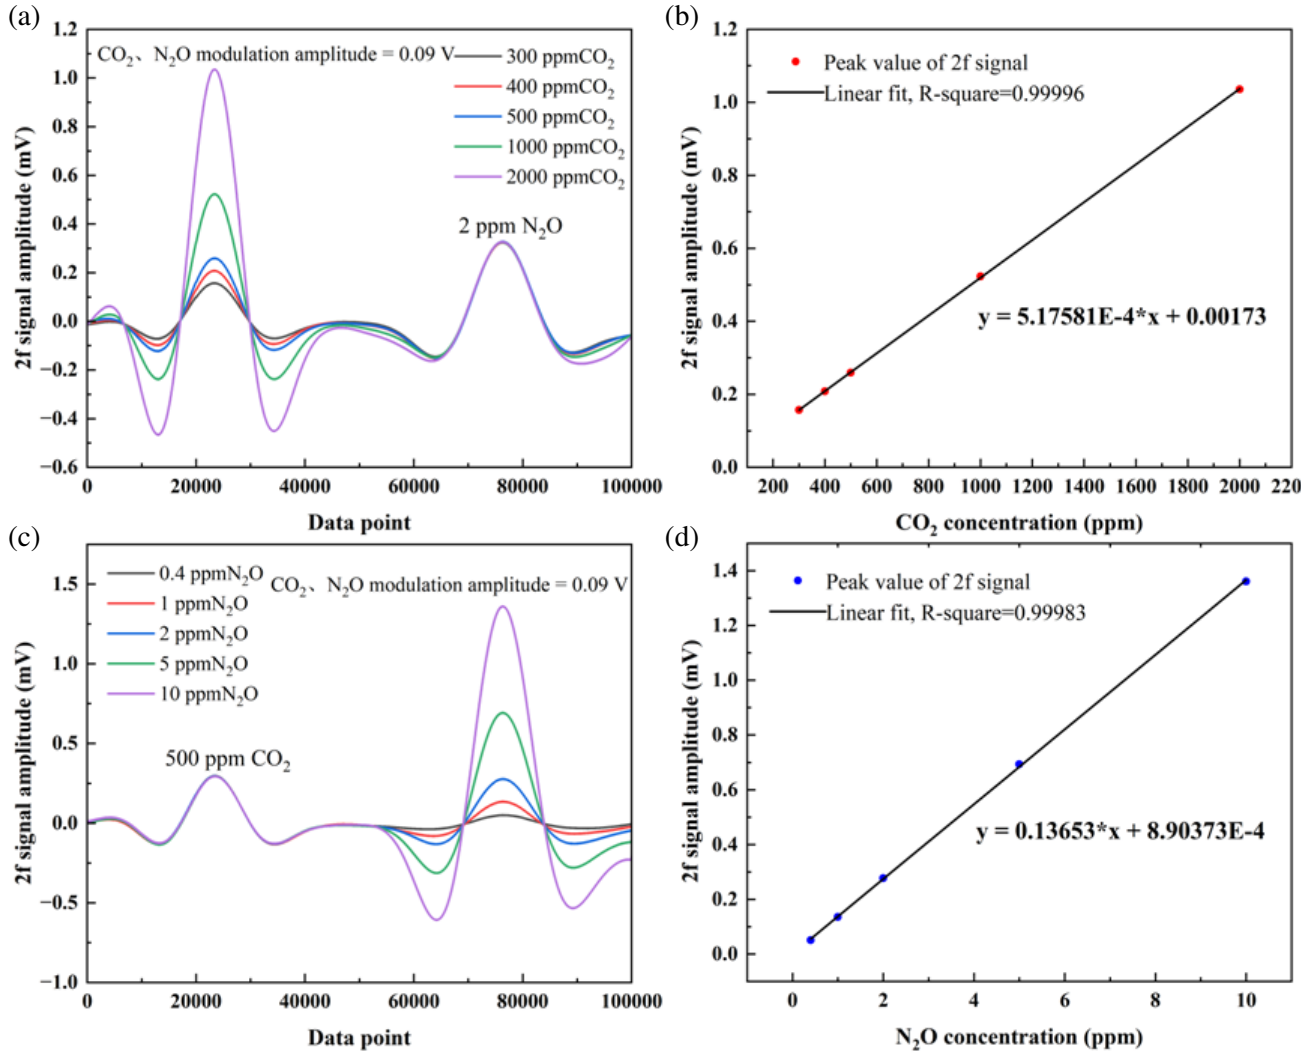 (a)
CO₂、N₂O modulation amplitude = 0.09 V
300 ppmCO₂
400 ppmCO₂
500 ppmCO₂
1000 ppmCO₂
2000 ppmCO₂
2 ppm N₂O
2f signal amplitude (mV)
1.2
1.0
0.8
0.6
0.4
0.2
0.0
−0.2
−0.4
−0.6
0 20000 40000 60000 80000 100000
Data point
(b)
Peak value of 2f signal
Linear fit, R-square=0.99996
y = 5.17581E-4*x + 0.00173
2f signal amplitude (mV)
1.2
1.0
0.8
0.6
0.4
0.2
0.0
200 400 600 800 1000 1200 1400 1600 1800 2000 220
CO₂ concentration (ppm)
(c)
0.4 ppmN₂O
1 ppmN₂O
2 ppmN₂O
5 ppmN₂O
10 ppmN₂O
CO₂、N₂O modulation amplitude = 0.09 V
500 ppm CO₂
2f signal amplitude (mV)
1.5
1.0
0.5
0.0
−0.5
−1.0
0 20000 40000 60000 80000 100000
Data point
(d)
Peak value of 2f signal
Linear fit, R-square=0.99983
y = 0.13653*x + 8.90373E-4
2f signal amplitude (mV)
1.4
1.2
1.0
0.8
0.6
0.4
0.2
0.0
0 2 4 6 8 10
N₂O concentration (ppm)